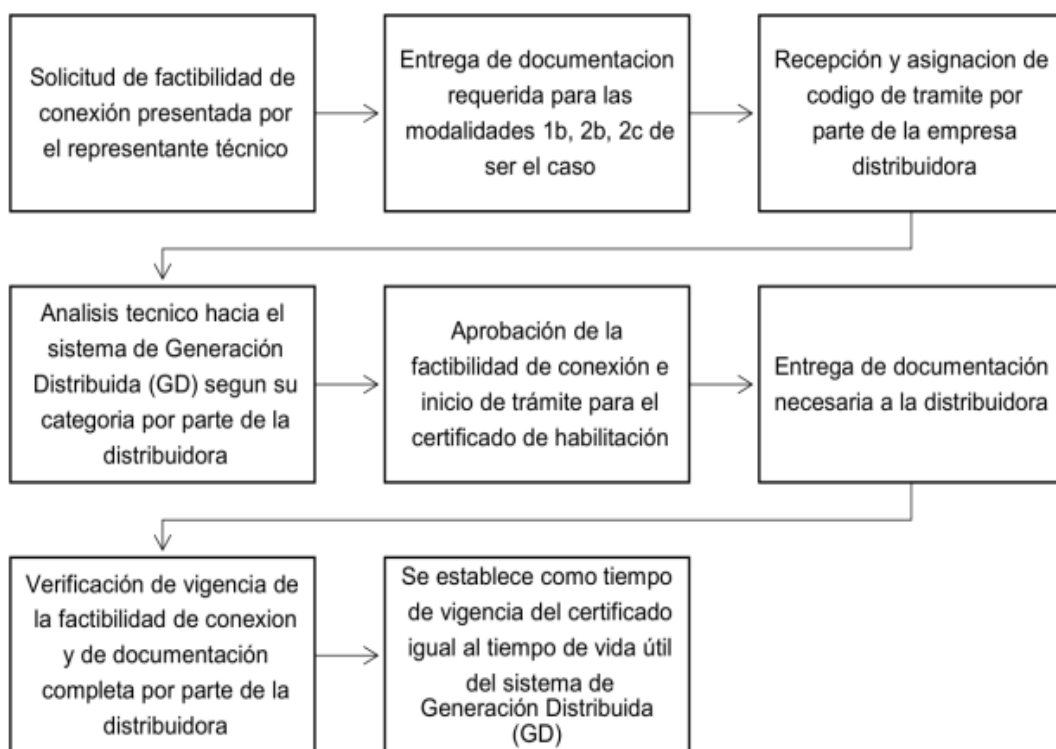 Solicitud de factibilidad de
conexión presentada por
el representante técnico
Entrega de documentacion
requerida para las
modalidades 1b, 2b, 2c de
ser el caso
Recepción y asignacion de
codigo de tramite por
parte de la empresa
distribuidora
Analisis tecnico hacia el
sistema de Generación
Distribuida (GD) segun su
categoria por parte de la
distribuidora
Aprobación de la
factibilidad de conexión e
inicio de trámite para el
certificado de habilitación
Entrega de documentación
necesaria a la distribuidora
Verificación de vigencia de
la factibilidad de conexion
y de documentación
completa por parte de la
distribuidora
Se establece como tiempo
de vigencia del certificado
igual al tiempo de vida útil
del sistema de
Generación Distribuida
(GD)